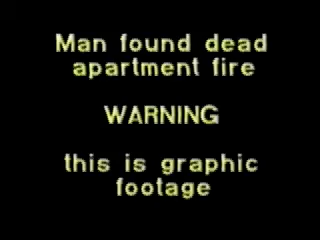 Man found dead
apartment fire
WARNING
this is graphic
footage